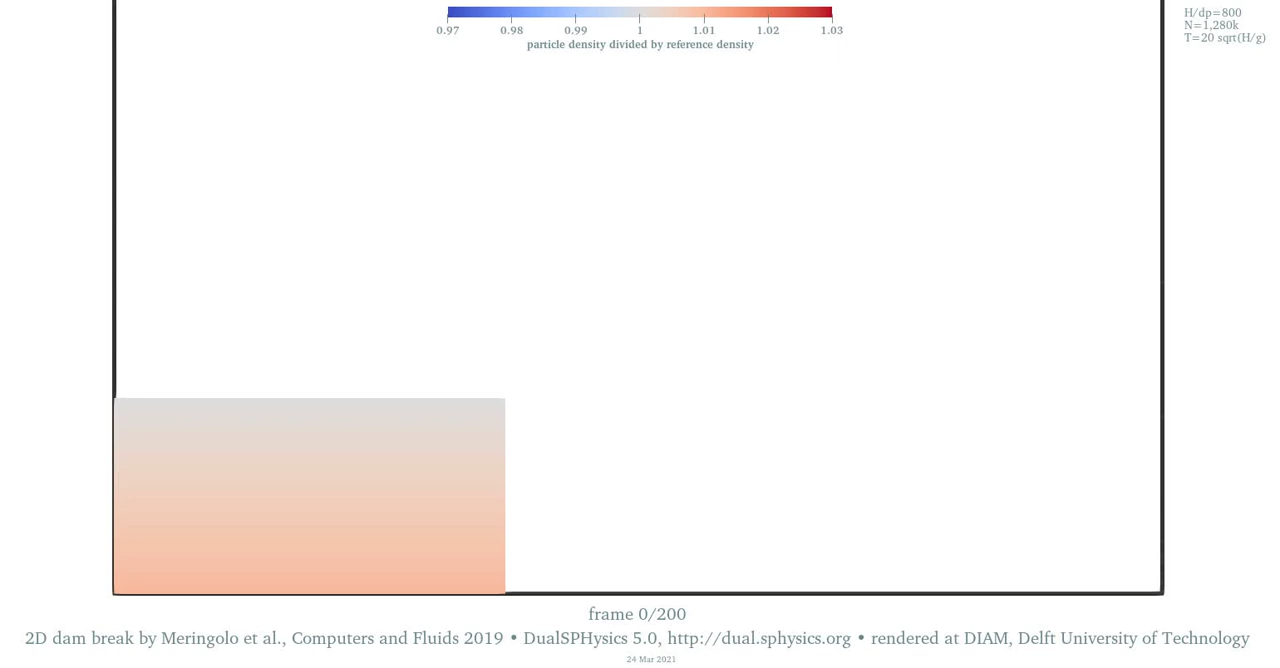 0.97 0.98 0.99 1 1.01 1.02 1.03
particle density divided by reference density
H/dp=800
N=1,280k
T=20 sqrt(H/g)
frame 0/200
2D dam break by Meringolo et al., Computers and Fluids 2019 • DualSPHysics 5.0, http://dual.sphysics.org • rendered at DIAM, Delft University of Technology
24 Mar 2021